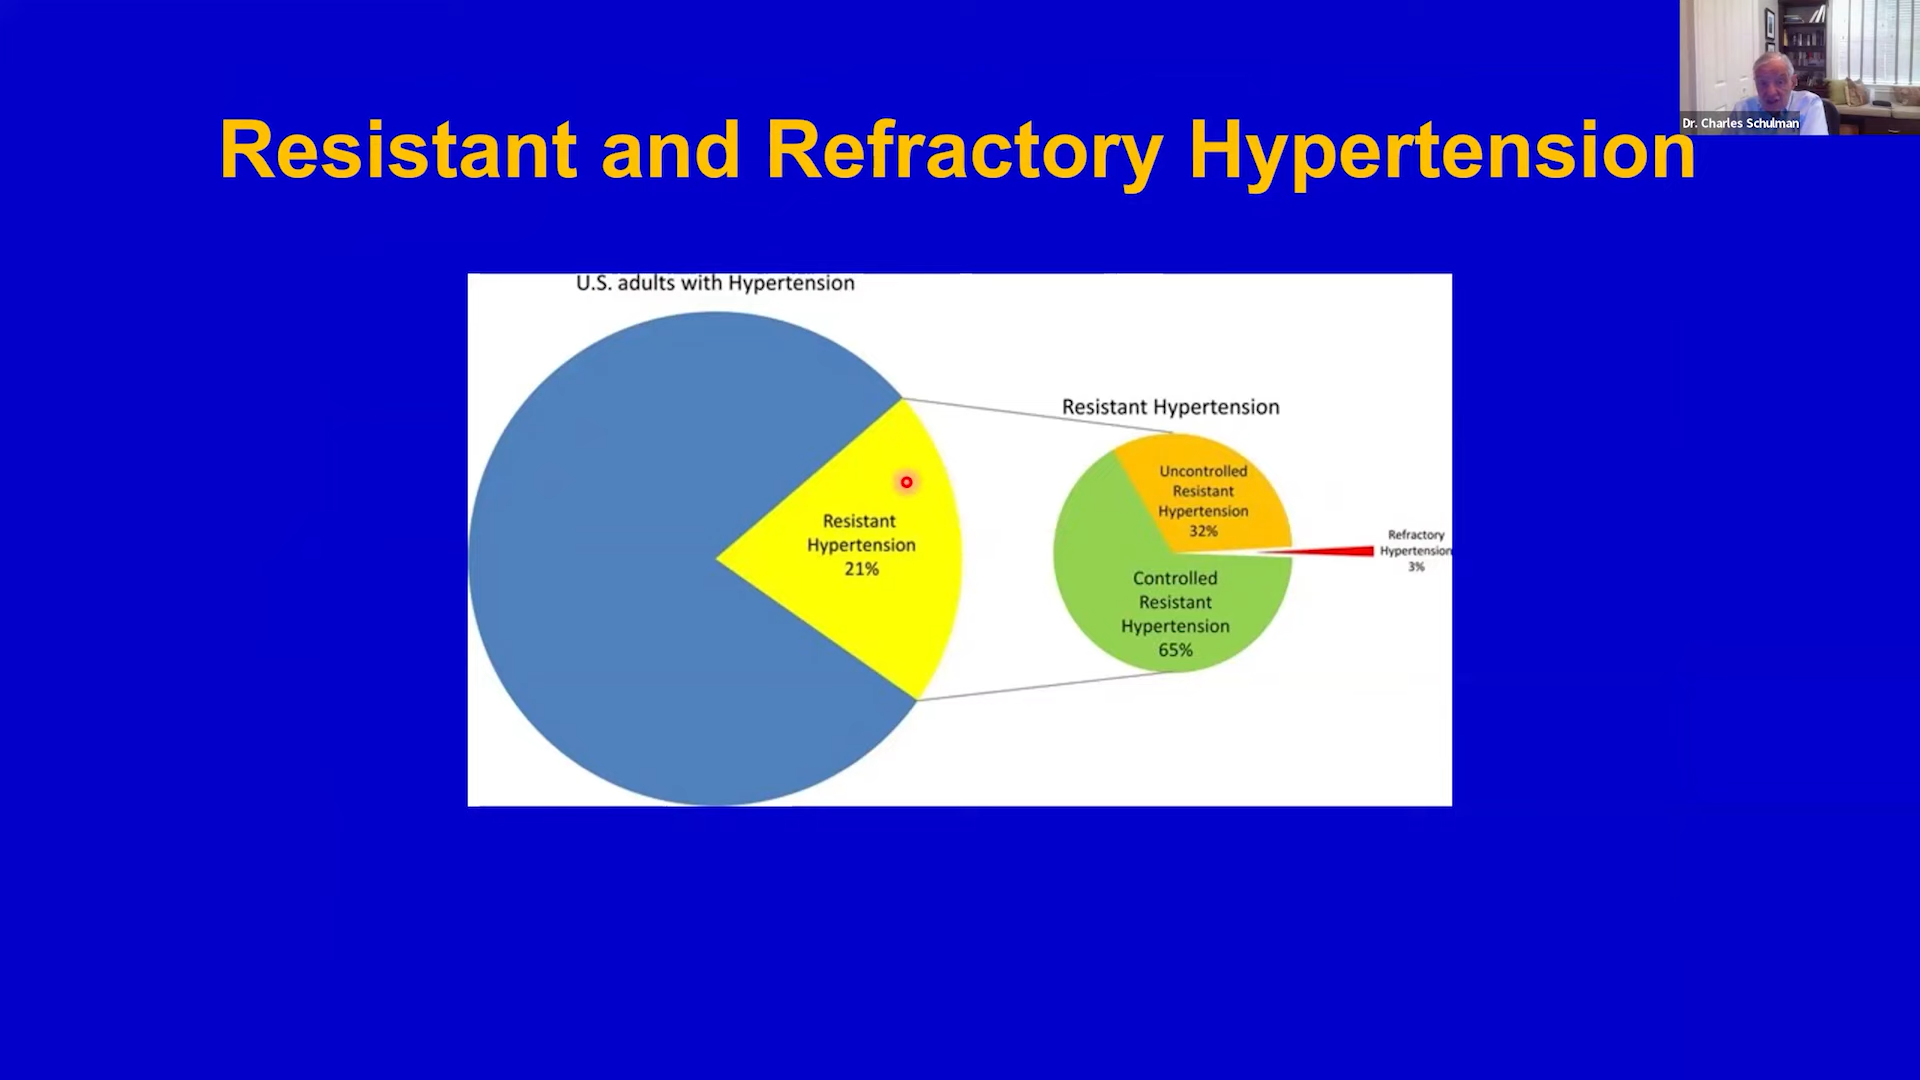 Dr. Charles Schulman
Resistant and Refractory Hypertension
U.S. adults with Hypertension
Resistant
Hypertension
21%
Resistant Hypertension
Uncontrolled
Resistant
Hypertension
32%
Refractory
Hypertension
3%
Controlled
Resistant
Hypertension
65%